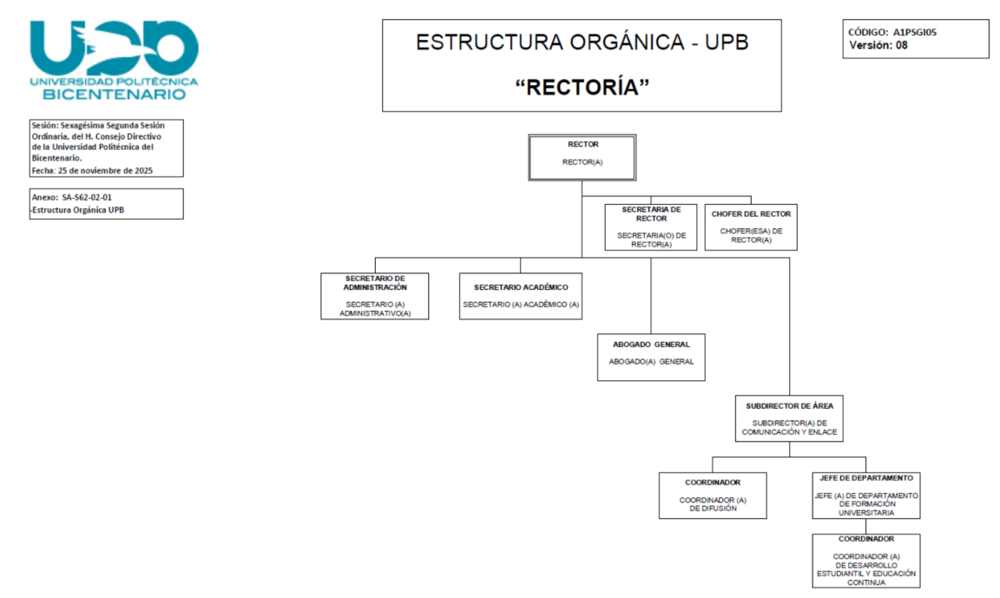 UPB
UNIVERSIDAD POLITÉCNICA
BICENTENARIO
ESTRUCTURA ORGÁNICA - UPB
“RECTORÍA”
CÓDIGO: A1PSGI05
Versión: 08
Sesión: Sexagésima Segunda Sesión
Ordinaria, del H. Consejo Directivo
de la Universidad Politécnica del
Bicentenario.
Fecha: 25 de noviembre de 2025
Anexo: SA-S62-02-01
-Estructura Orgánica UPB
RECTOR
RECTOR(A)
SECRETARIA DE
RECTOR
SECRETARIA(O) DE
RECTOR(A)
CHOFER DEL RECTOR
CHOFER(ESA) DE
RECTOR(A)
SECRETARIO DE
ADMINISTRACIÓN
SECRETARIO (A)
ADMINISTRATIVO(A)
SECRETARIO ACADÉMICO
SECRETARIO (A) ACADÉMICO (A)
ABOGADO GENERAL
ABOGADO(A) GENERAL
SUBDIRECTOR DE ÁREA
SUBDIRECTOR(A) DE
COMUNICACIÓN Y ENLACE
COORDINADOR
COORDINADOR (A)
DE DIFUSIÓN
JEFE DE DEPARTAMENTO
JEFE (A) DE DEPARTAMENTO
DE FORMACIÓN
UNIVERSITARIA
COORDINADOR
COORDINADOR (A)
DE DESARROLLO
ESTUDIANTIL Y EDUCACIÓN
CONTINUA